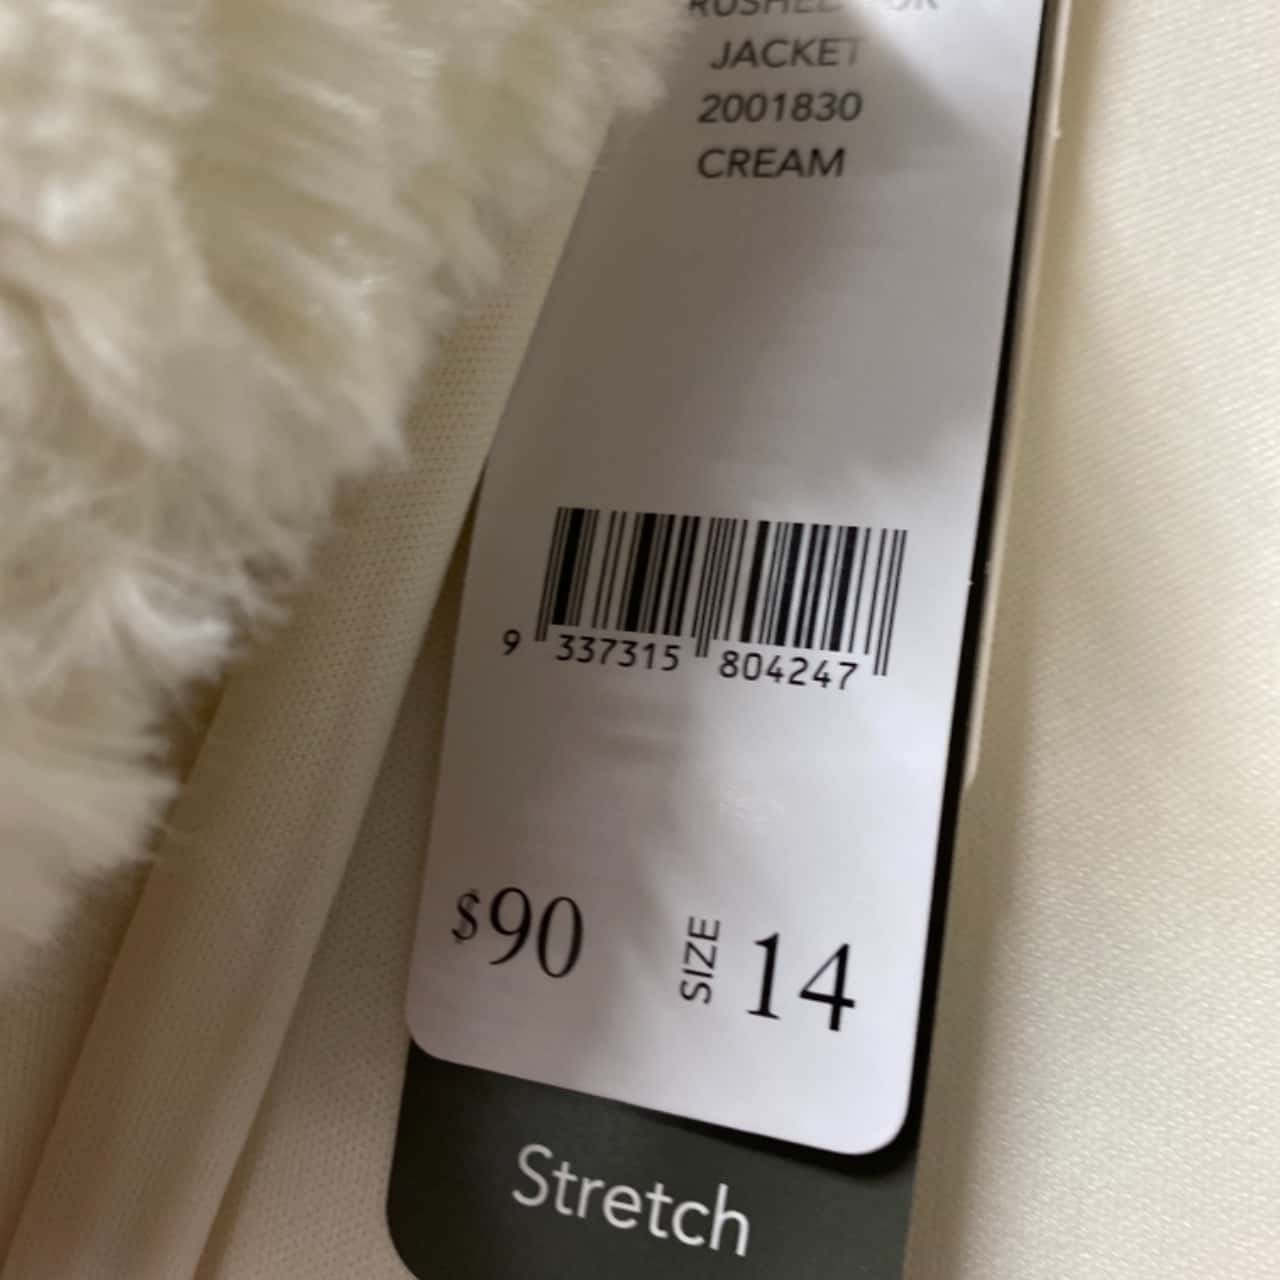 JACKET
2001830
CREAM
9 337315 804247
$90 SIZE 14
Stretch